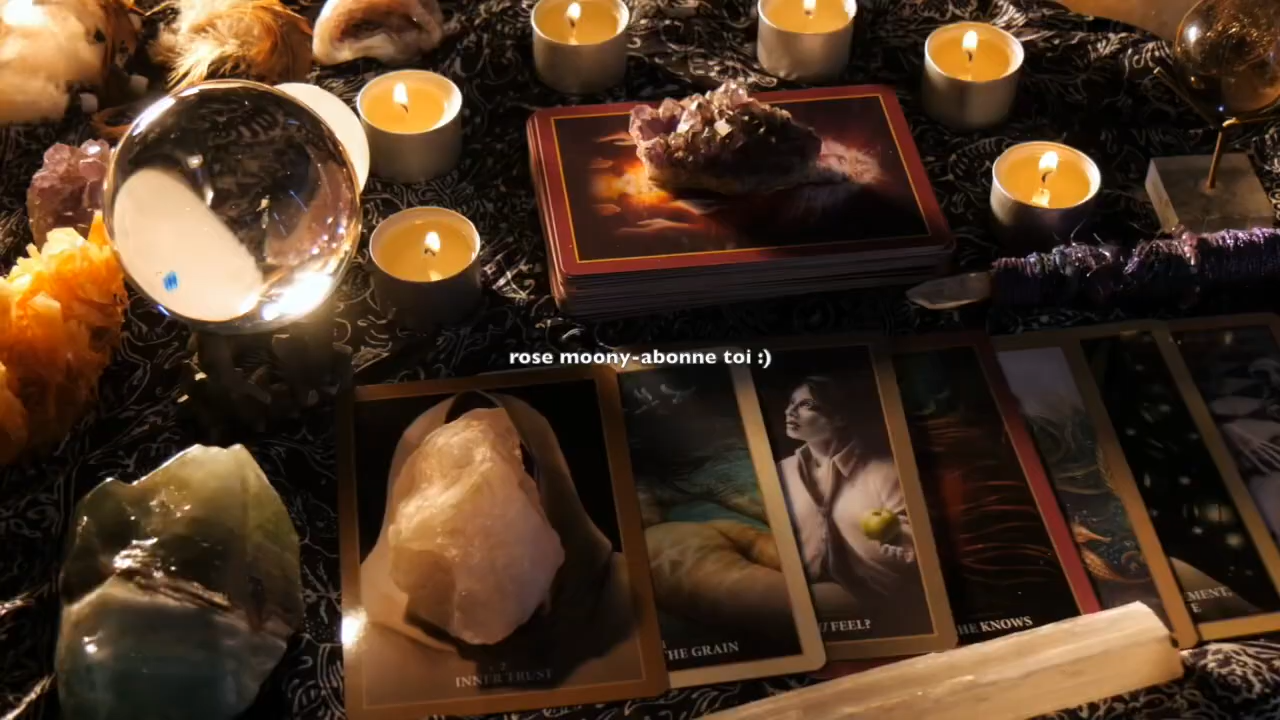 rose moony-abonne toi :)
INNER TRUST
THE GRAIN
FEEL?
HE KNOWS